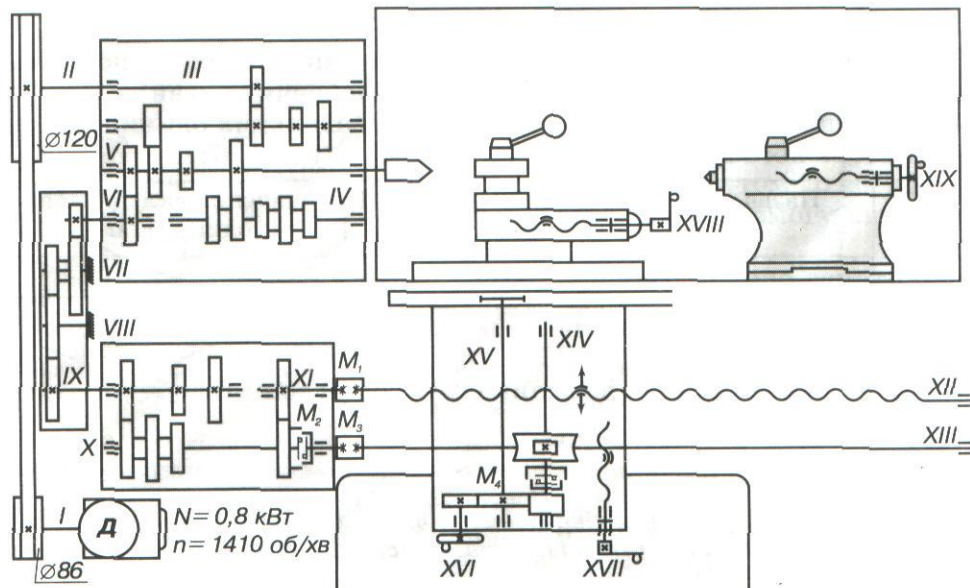 II
III
Ø120
V
VI
IV
XVIII
XIX
VII
VIII
XV
XIV
IX
XI
M₁
XII
M₂
M₃
X
XIII
M₄
I
Д
N = 0,8 кВт
n = 1410 об/хв
XVI
XVII
Ø86